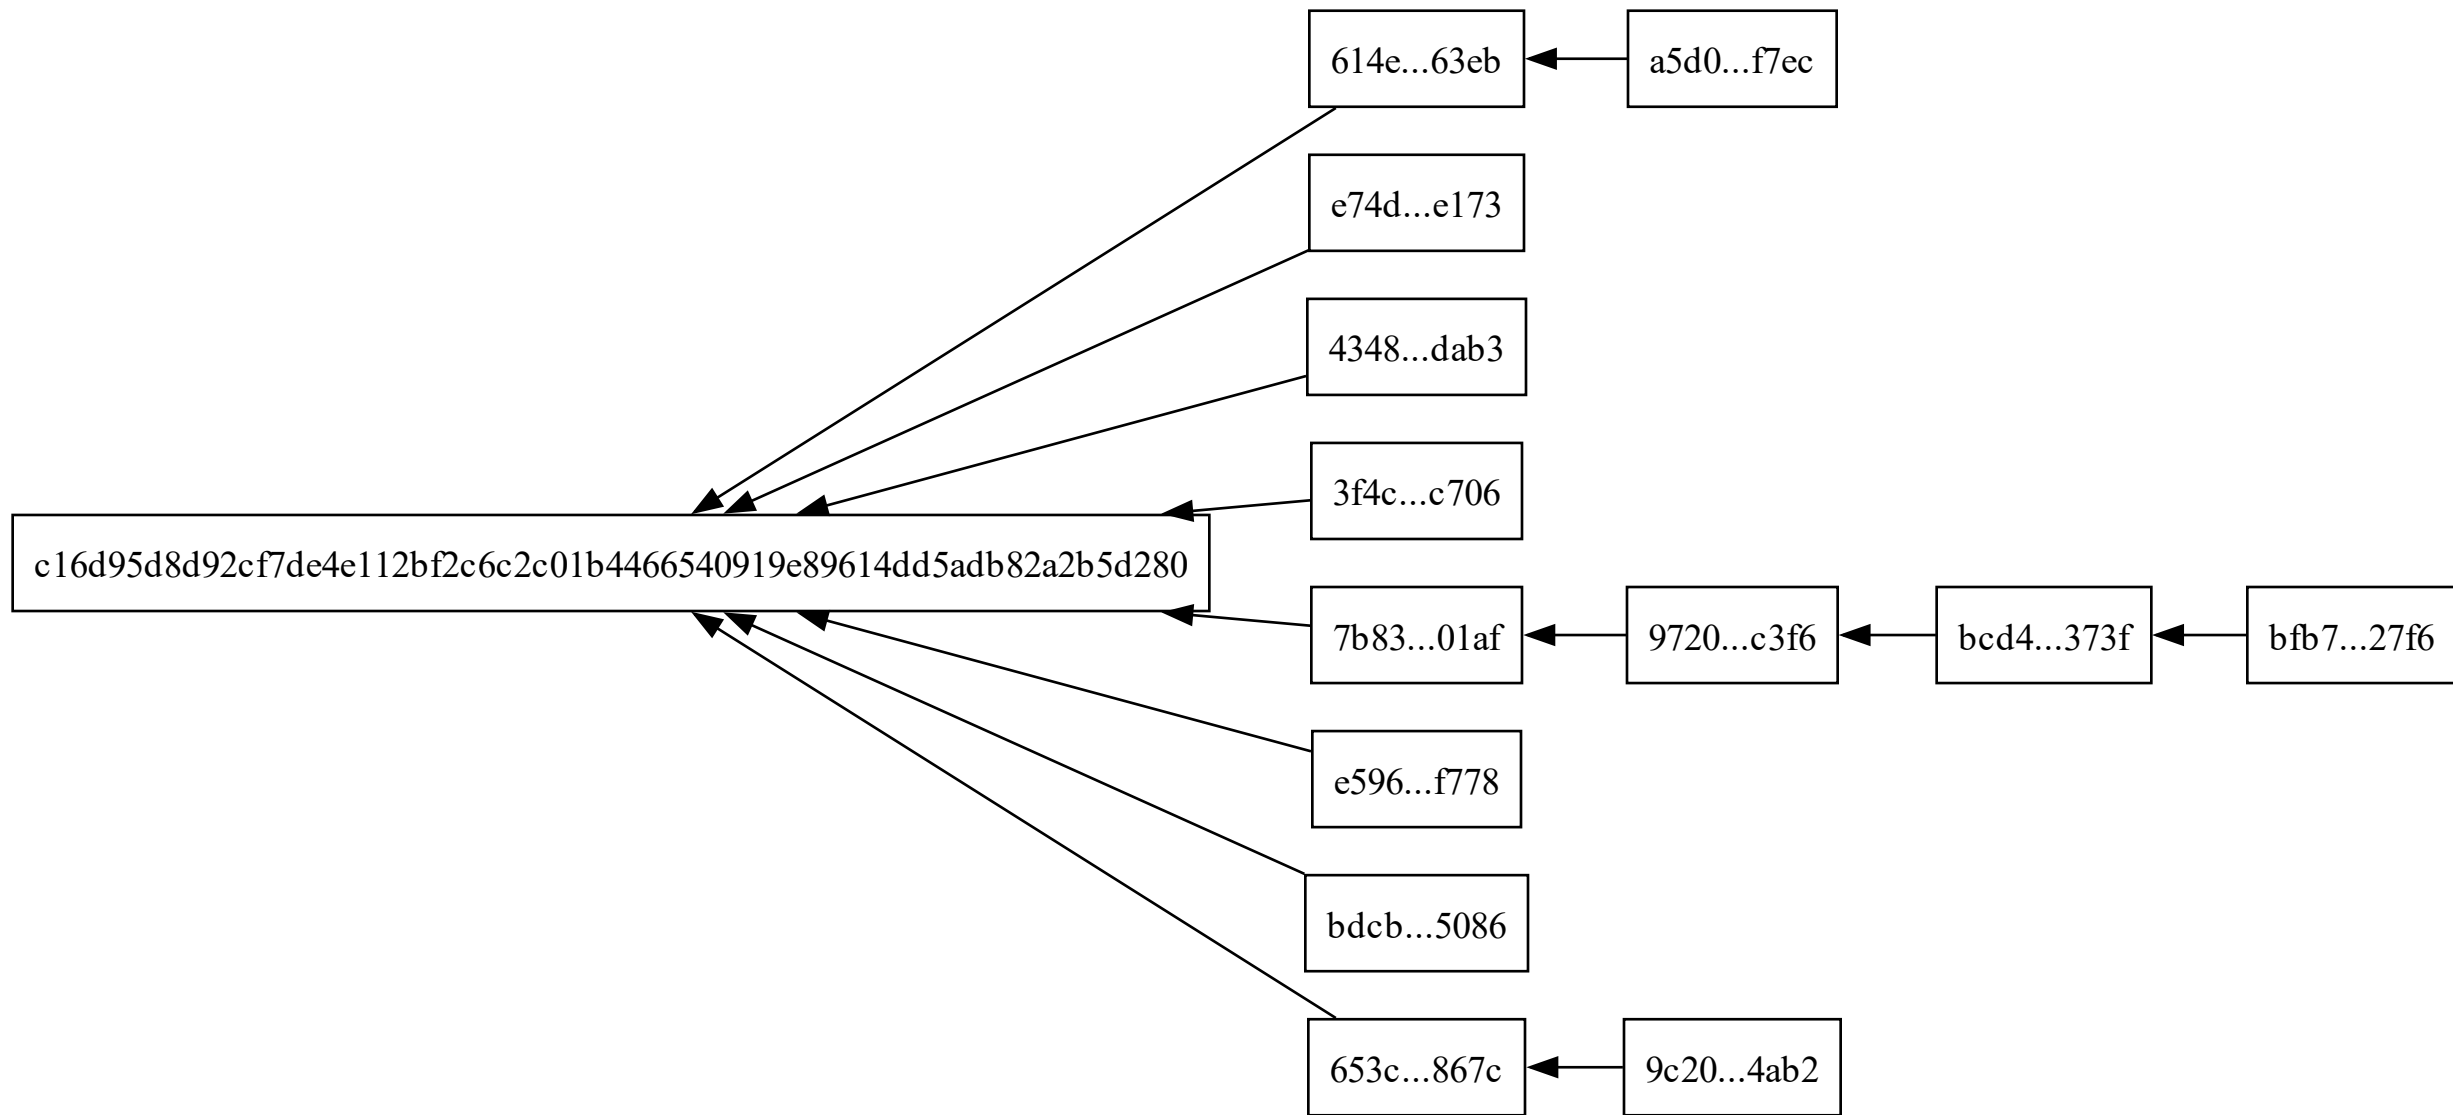 614e...63eb
a5d0...f7ec
e74d...e173
4348...dab3
3f4c...c706
c16d95d8d92cf7de4e112bf2c6c2c01b4466540919e89614dd5adb82a2b5d280
7b83...01af
9720...c3f6
bcd4...373f
bfb7...27f6
e596...f778
bdcb...5086
653c...867c
9c20...4ab2